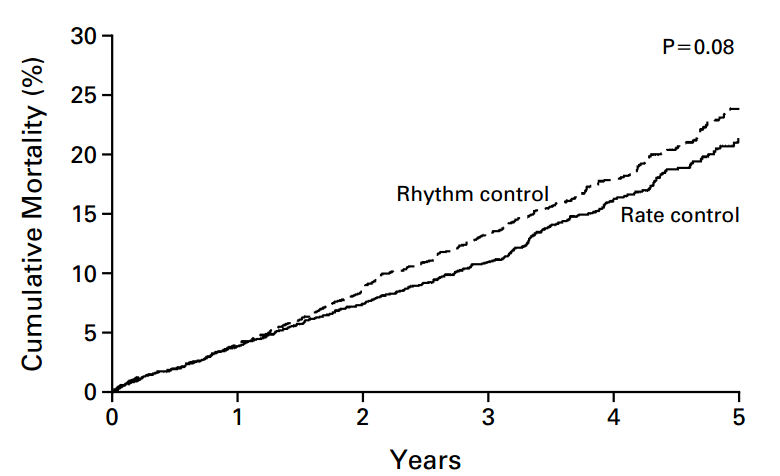 30
P=0.08
25
20
15
10
5
0
Cumulative Mortality (%)
Rhythm control
Rate control
0 1 2 3 4 5
Years